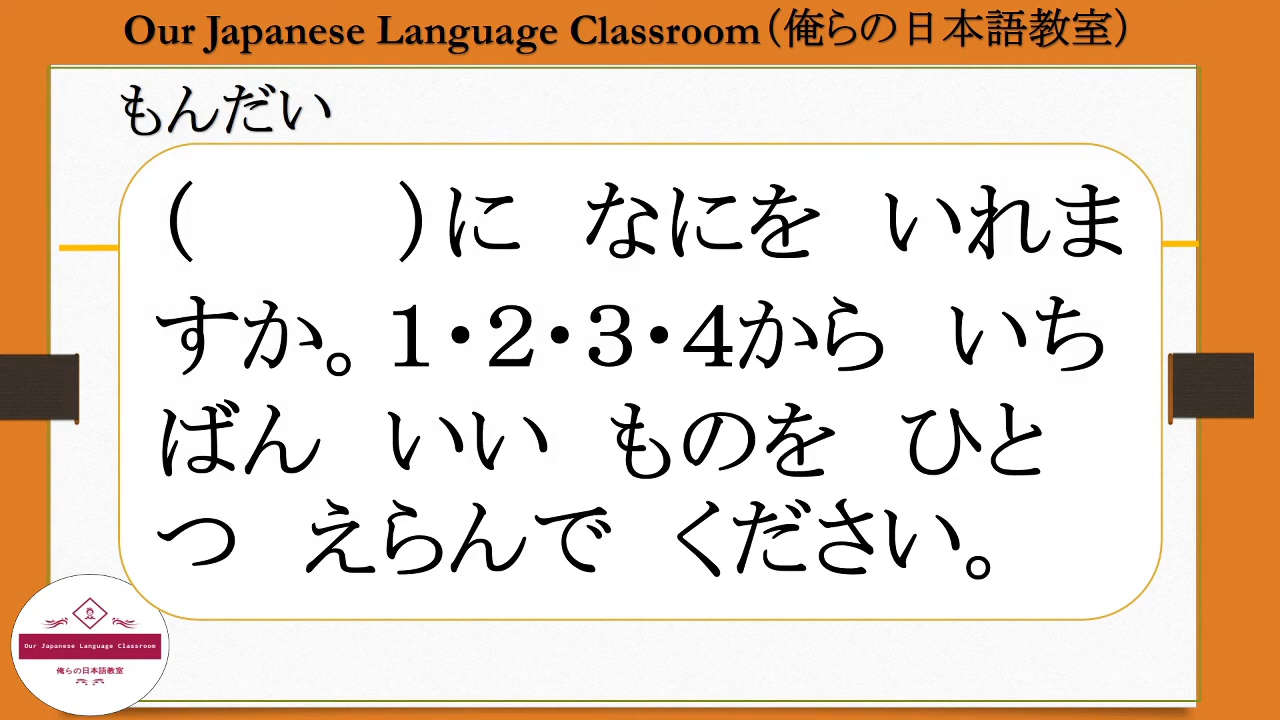 Our Japanese Language Classroom(俺らの日本語教室)
もんだい
(　　　)に　なにを　いれま
すか。1・2・3・4から　いち
ばん　いい　ものを　ひと
つ　えらんで　ください。
Our Japanese Language Classroom
俺らの日本語教室